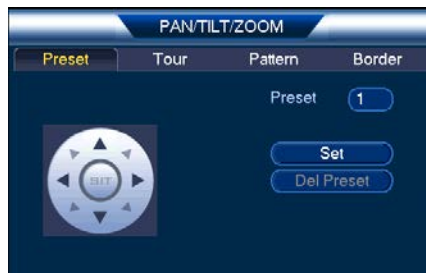 PAN/TILT/ZOOM
Preset Tour Pattern Border
Preset 1
SIT
Set
Del Preset